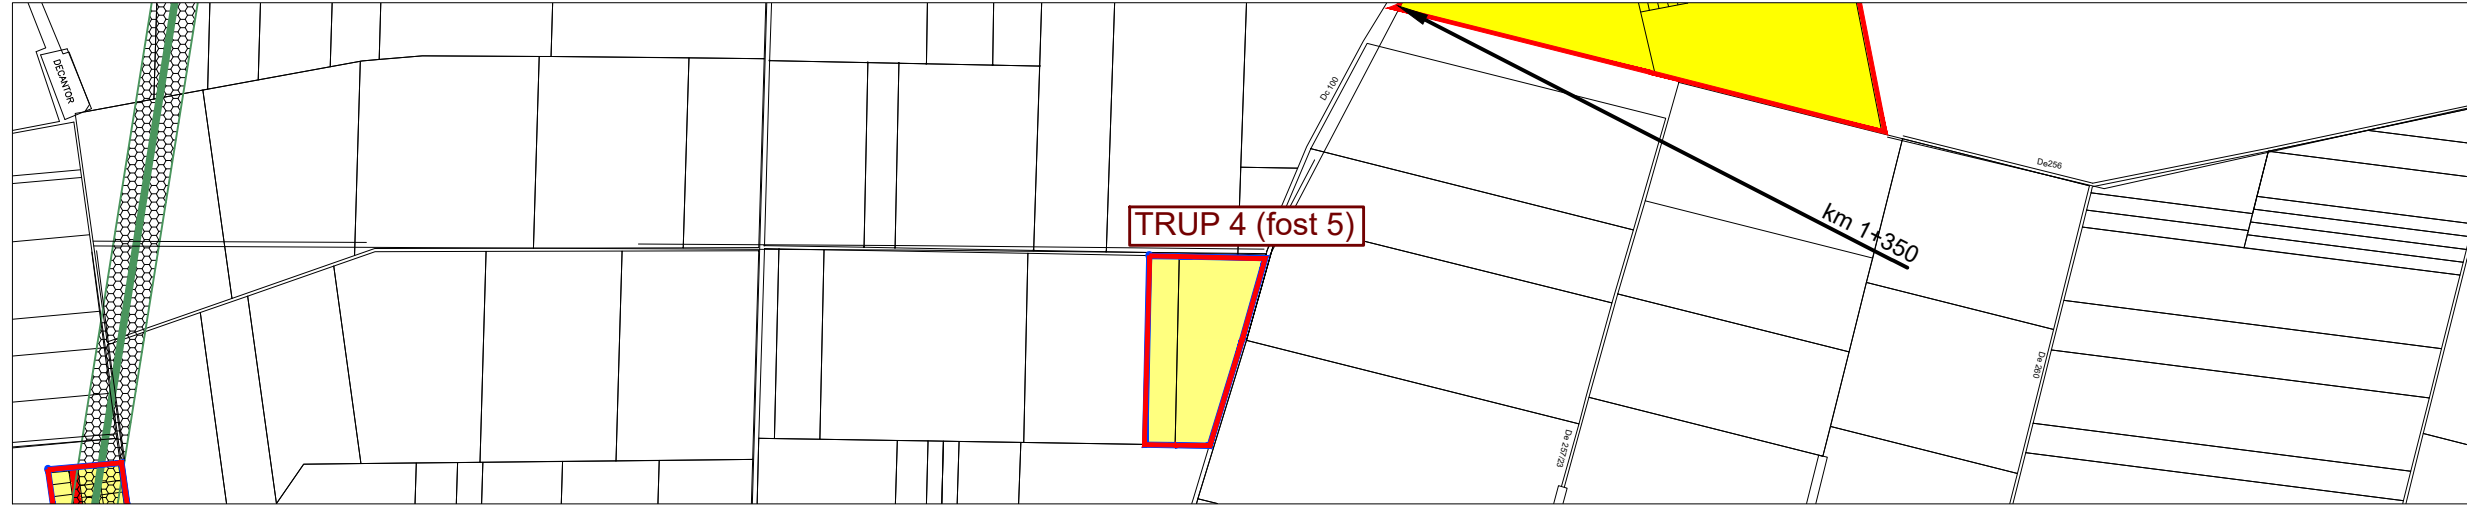 DECANTOR
Dc 100
De256
TRUP 4 (fost 5)
km 1+350
De 260
De 257/23